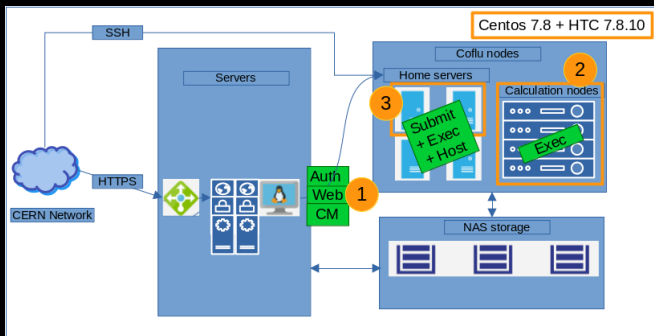 Centos 7.8 + HTC 7.8.10
SSH
Coflu nodes
Servers
Home servers
2
Calculation nodes
3
Submit
+ Exec
+ Host
Exec
HTTPS
Auth
Web
CM
1
CERN Network
NAS storage